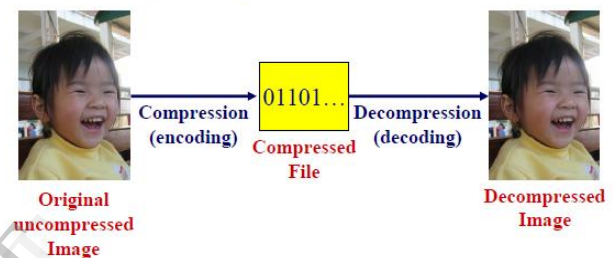 Original
uncompressed
Image
Compression
(encoding)
01101...
Compressed
File
Decompression
(decoding)
Decompressed
Image